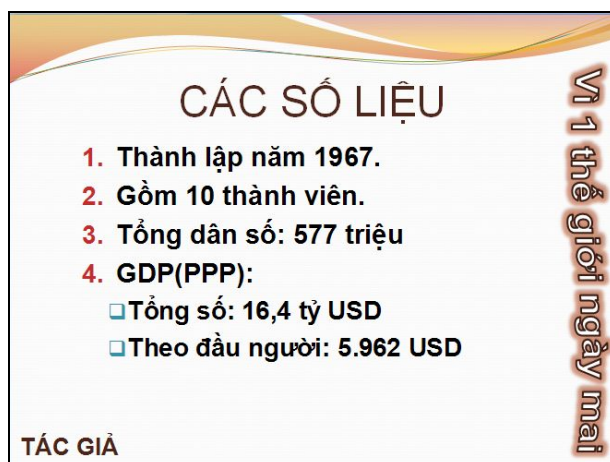 CÁC SỐ LIỆU
1. Thành lập năm 1967.
2. Gồm 10 thành viên.
3. Tổng dân số: 577 triệu
4. GDP(PPP):
❑Tổng số: 16,4 tỷ USD
❑Theo đầu người: 5.962 USD
TÁC GIẢ
Vì 1 thế giới ngày mai